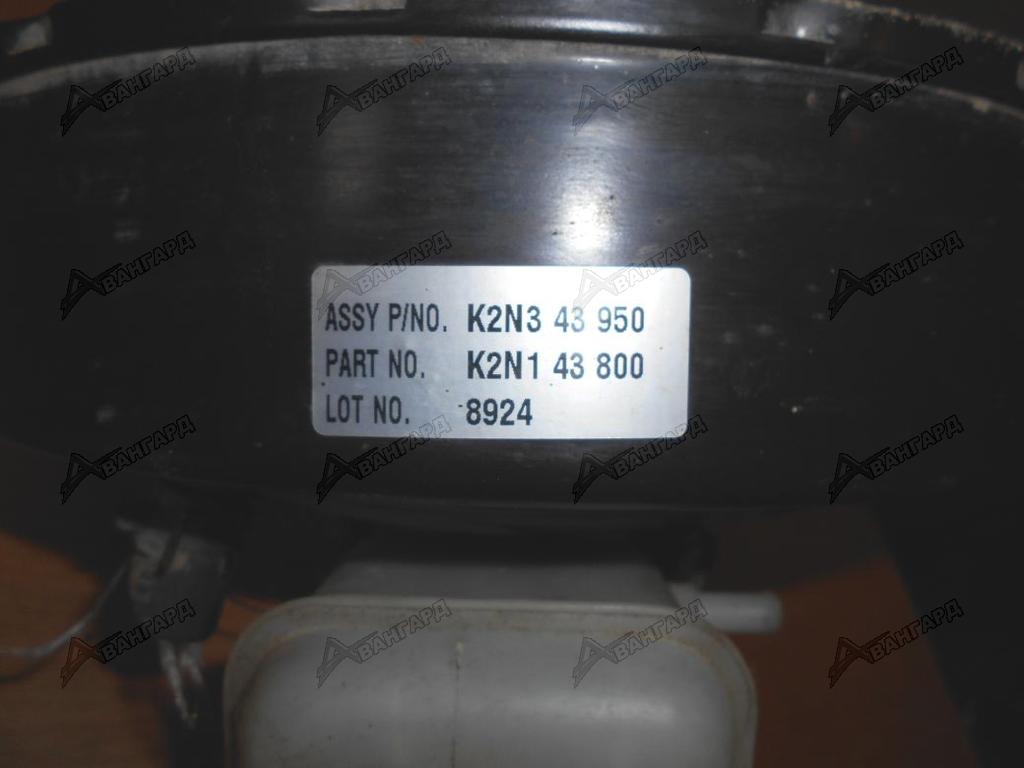 ASSY P/NO. K2N3 43 950
PART NO. K2N1 43 800
LOT NO. 8924
АВАНГАРД